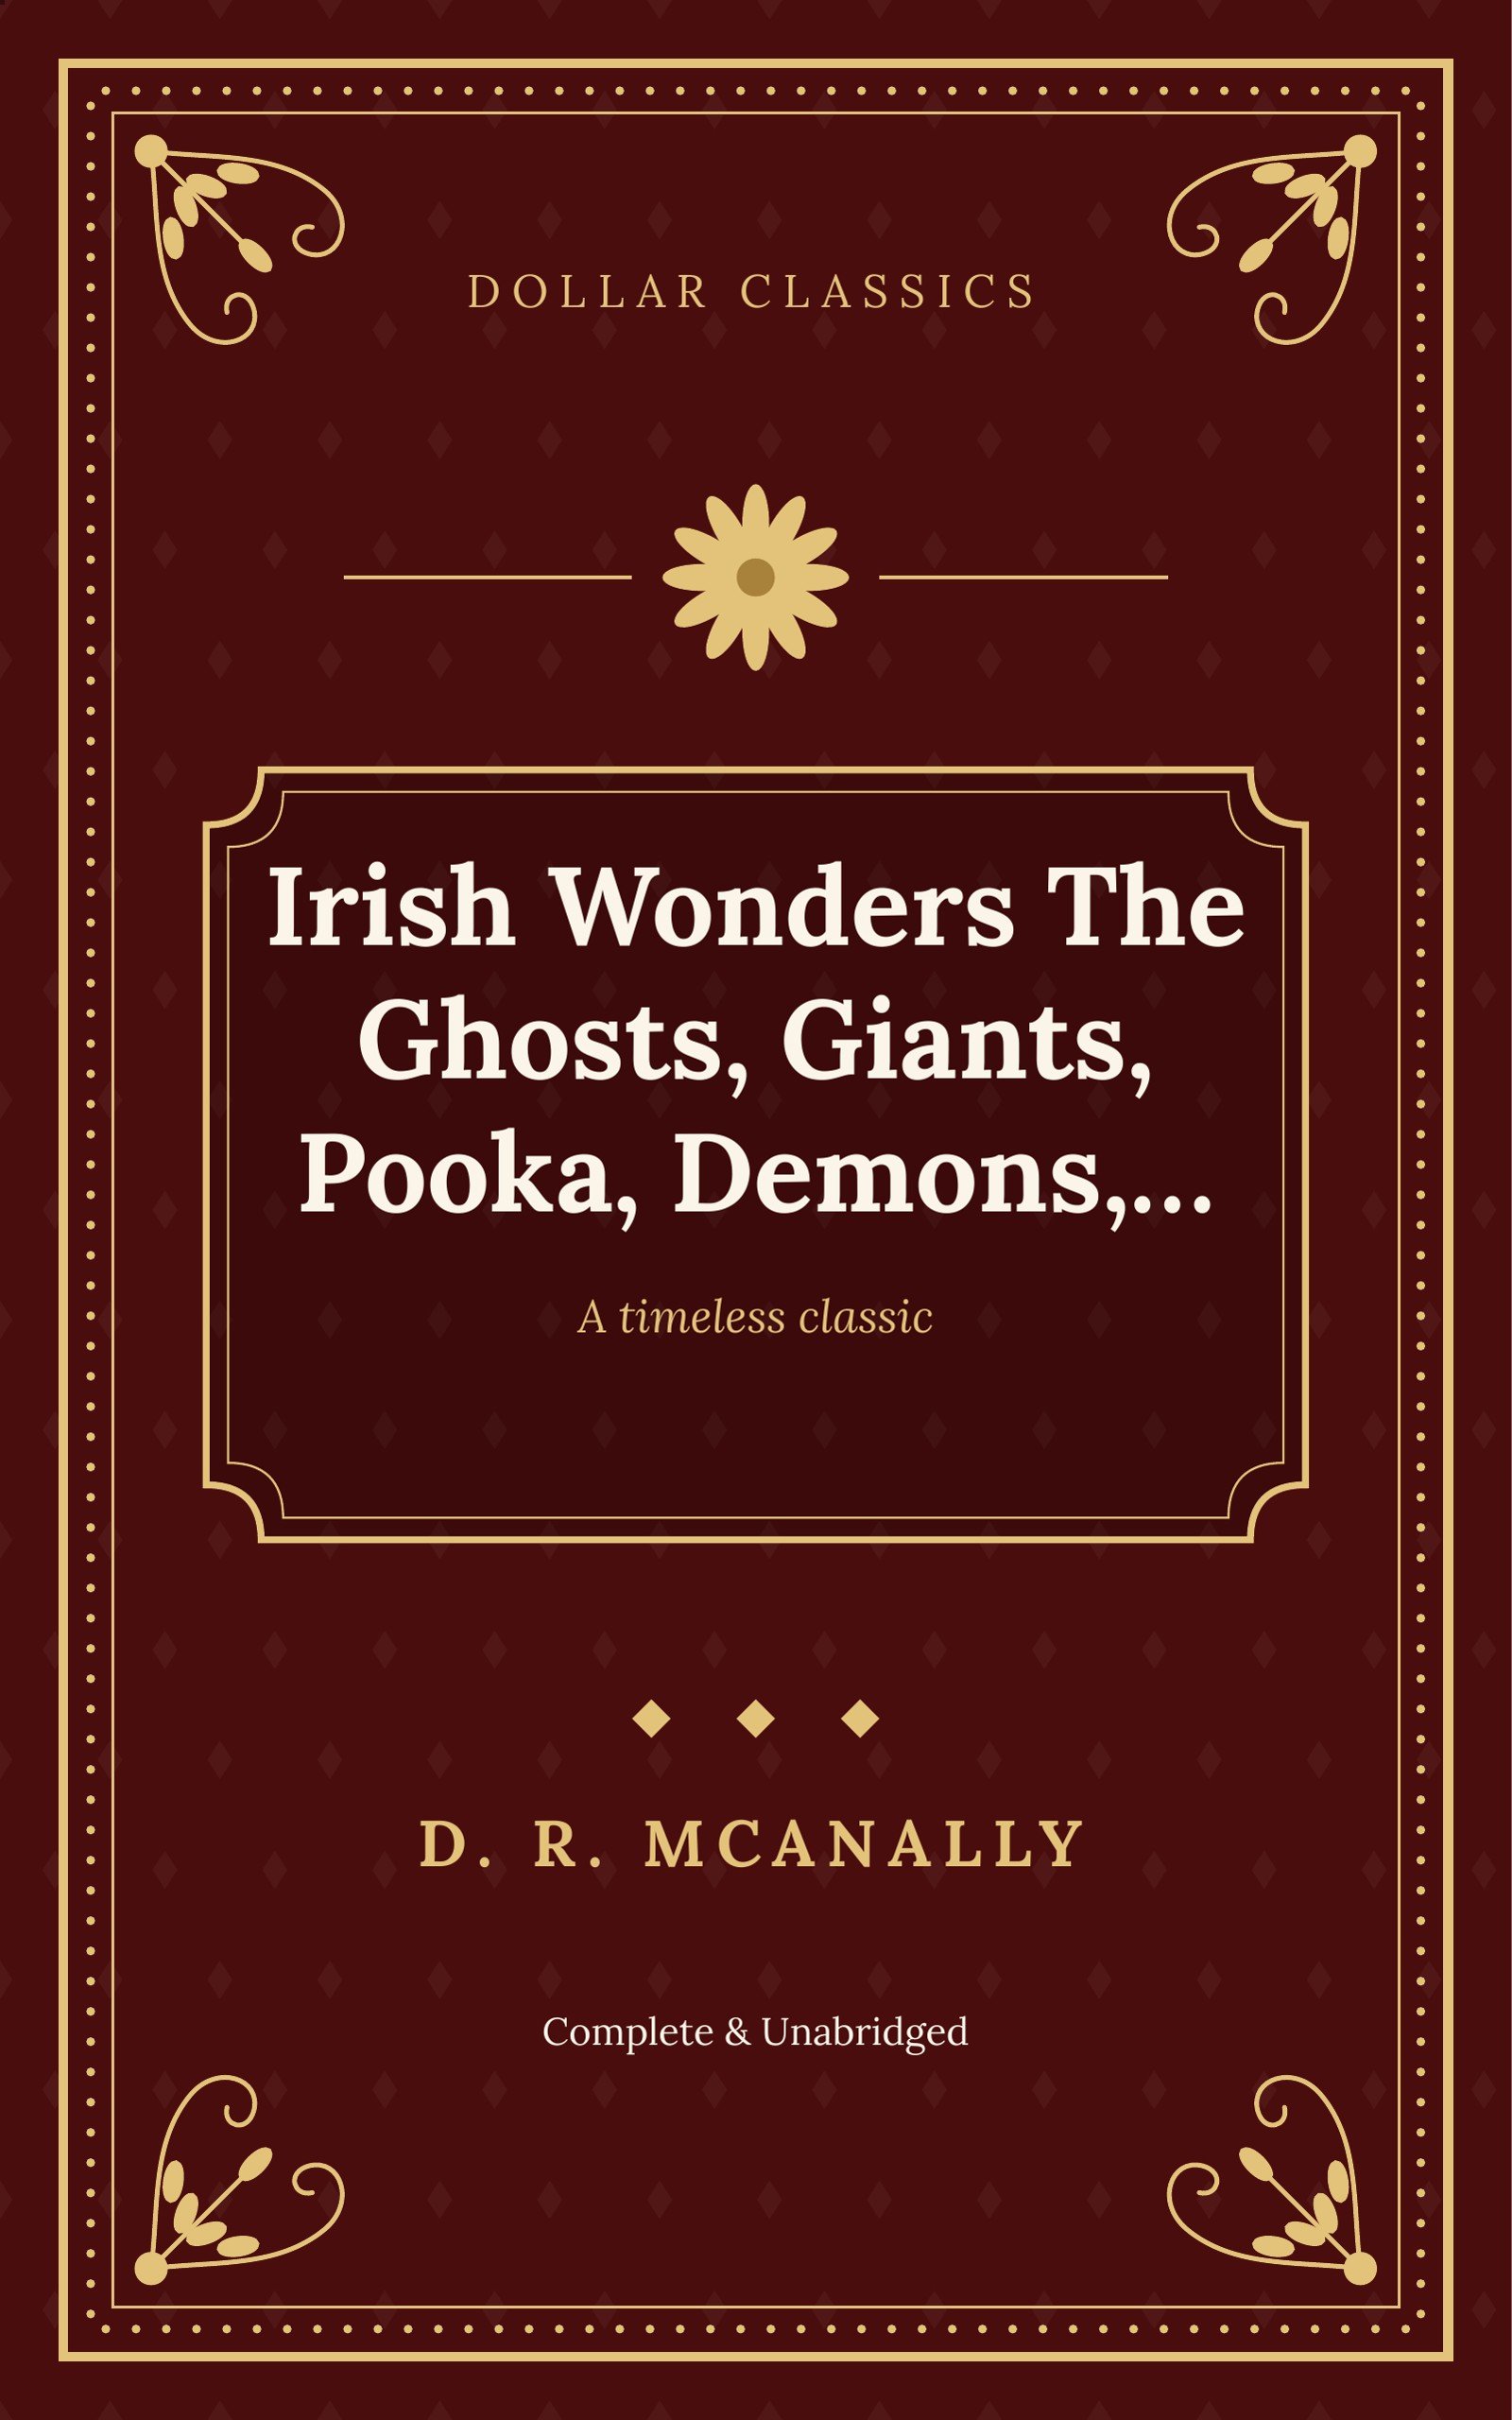 DOLLAR CLASSICS
Irish Wonders The
Ghosts, Giants,
Pooka, Demons,...
A timeless classic
D. R. MCANALLY
Complete & Unabridged